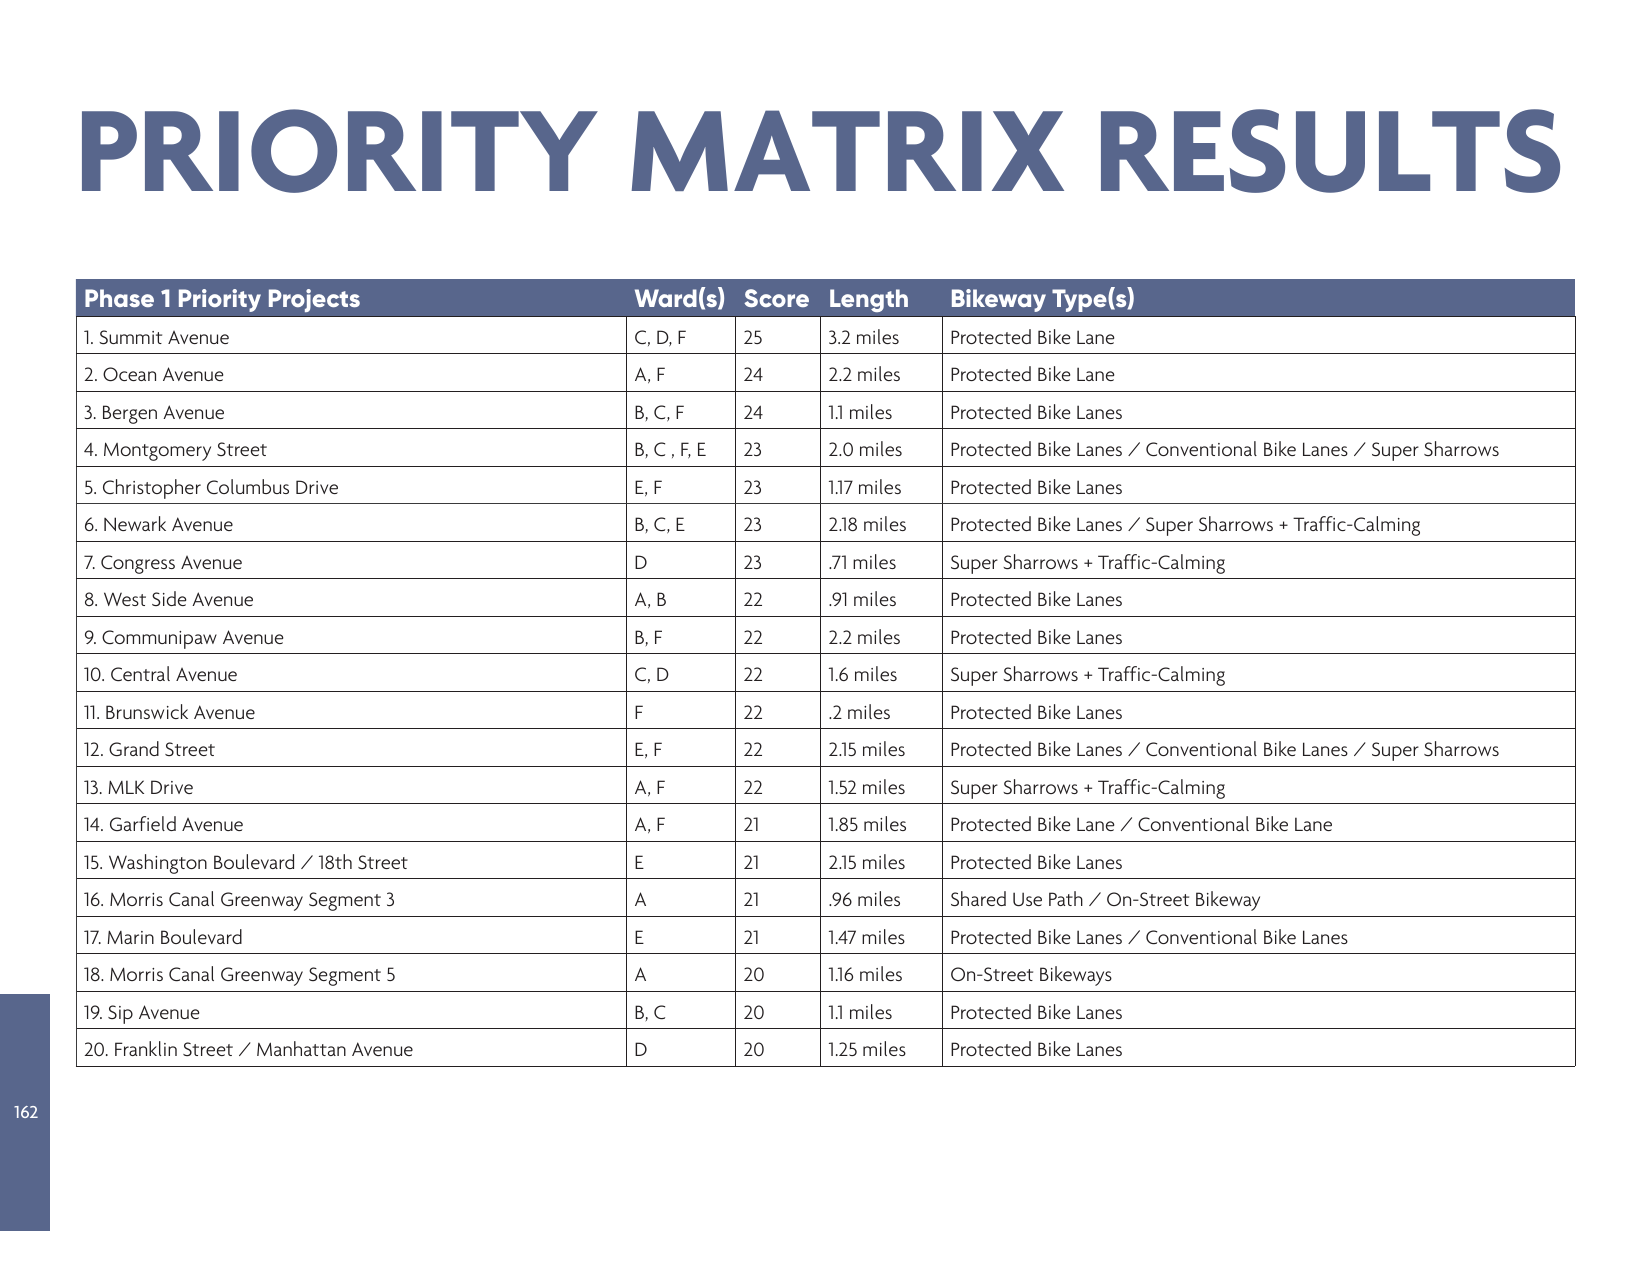 PRIORITY MATRIX RESULTS
Phase 1 Priority Projects Ward(s) Score Length Bikeway Type(s)
1. Summit Avenue C, D, F 25 3.2 miles Protected Bike Lane
2. Ocean Avenue A, F 24 2.2 miles Protected Bike Lane
3. Bergen Avenue B, C, F 24 1.1 miles Protected Bike Lanes
4. Montgomery Street B, C , F, E 23 2.0 miles Protected Bike Lanes / Conventional Bike Lanes / Super Sharrows
5. Christopher Columbus Drive E, F 23 1.17 miles Protected Bike Lanes
6. Newark Avenue B, C, E 23 2.18 miles Protected Bike Lanes / Super Sharrows + Traffic-Calming
7. Congress Avenue D 23 .71 miles Super Sharrows + Traffic-Calming
8. West Side Avenue A, B 22 .91 miles Protected Bike Lanes
9. Communipaw Avenue B, F 22 2.2 miles Protected Bike Lanes
10. Central Avenue C, D 22 1.6 miles Super Sharrows + Traffic-Calming
11. Brunswick Avenue F 22 .2 miles Protected Bike Lanes
12. Grand Street E, F 22 2.15 miles Protected Bike Lanes / Conventional Bike Lanes / Super Sharrows
13. MLK Drive A, F 22 1.52 miles Super Sharrows + Traffic-Calming
14. Garfield Avenue A, F 21 1.85 miles Protected Bike Lane / Conventional Bike Lane
15. Washington Boulevard / 18th Street E 21 2.15 miles Protected Bike Lanes
16. Morris Canal Greenway Segment 3 A 21 .96 miles Shared Use Path / On-Street Bikeway
17. Marin Boulevard E 21 1.47 miles Protected Bike Lanes / Conventional Bike Lanes
18. Morris Canal Greenway Segment 5 A 20 1.16 miles On-Street Bikeways
19. Sip Avenue B, C 20 1.1 miles Protected Bike Lanes
20. Franklin Street / Manhattan Avenue D 20 1.25 miles Protected Bike Lanes
162